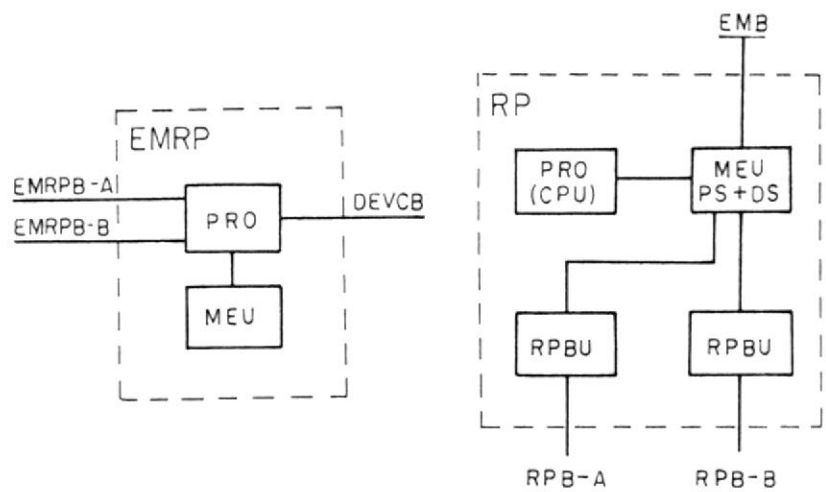 EMRP
EMRPB-A
EMRPB-B
PRO
DEVCB
MEU
EMB
RP
PRO
(CPU)
MEU
PS+DS
RPBU
RPBU
RPB-A
RPB-B